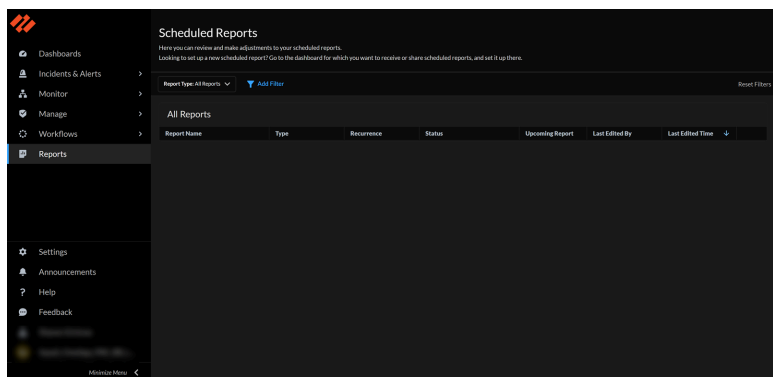 Scheduled Reports
Here you can review and make adjustments to your scheduled reports.
Looking to set up a new scheduled report? Go to the dashboard for which you want to receive or share scheduled reports, and set it up there.
Report Type: All Reports
Add Filter
Reset Filters
All Reports
Report Name Type Recurrence Status Upcoming Report Last Edited By Last Edited Time
Dashboards
Incidents & Alerts
Monitor
Manage
Workflows
Reports
Settings
Announcements
Help
Feedback
Minimize Menu